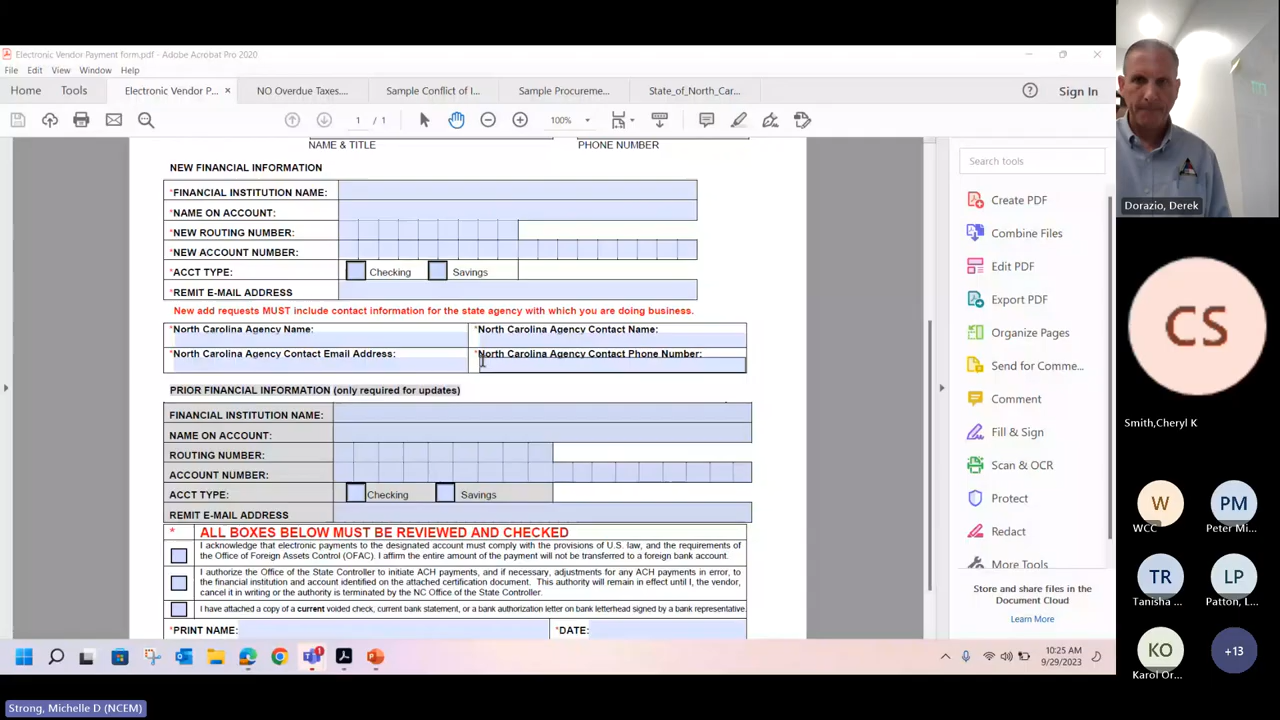 Electronic Vendor Payment form.pdf - Adobe Acrobat Pro 2020
File Edit View Window Help
Home Tools Electronic Vendor P... × NO Overdue Taxes.... Sample Conflict of I... Sample Procureme... State_of_North_Car... Sign In
1 / 1 100%
NAME & TITLE PHONE NUMBER
NEW FINANCIAL INFORMATION
*FINANCIAL INSTITUTION NAME:
*NAME ON ACCOUNT:
*NEW ROUTING NUMBER:
*NEW ACCOUNT NUMBER:
*ACCT TYPE: Checking Savings
*REMIT E-MAIL ADDRESS
New add requests MUST include contact information for the state agency with which you are doing business.
*North Carolina Agency Name: *North Carolina Agency Contact Name:
*North Carolina Agency Contact Email Address: *North Carolina Agency Contact Phone Number:
PRIOR FINANCIAL INFORMATION (only required for updates)
FINANCIAL INSTITUTION NAME:
NAME ON ACCOUNT:
ROUTING NUMBER:
ACCOUNT NUMBER:
ACCT TYPE: Checking Savings
REMIT E-MAIL ADDRESS
* ALL BOXES BELOW MUST BE REVIEWED AND CHECKED
I acknowledge that electronic payments to the designated account must comply with the provisions of U.S. law, and the requirements of
the Office of Foreign Assets Control (OFAC). I affirm the entire amount of the payment will not be transferred to a foreign bank account.
I authorize the Office of the State Controller to initiate ACH payments, and if necessary, adjustments for any ACH payments in error, to
the financial institution and account identified on the attached certification document. This authority will remain in effect until I, the vendor,
cancel it in writing or the authority is terminated by the NC Office of the State Controller.
I have attached a copy of a current voided check, current bank statement, or a bank authorization letter on bank letterhead signed by a bank representative.
*PRINT NAME: *DATE:
Search tools
Create PDF
Combine Files
Edit PDF
Export PDF
Organize Pages
Send for Comme...
Comment
Fill & Sign
Scan & OCR
Protect
Redact
More Tools
Store and share files in the
Document Cloud
Learn More
10:25 AM
9/29/2023
Strong, Michelle D (NCEM)
Dorazio, Derek
CS
Smith,Cheryl K
W PM
WCC Peter Mi...
TR LP
Tanisha ... Patton, L...
KO +13
Karol Or...